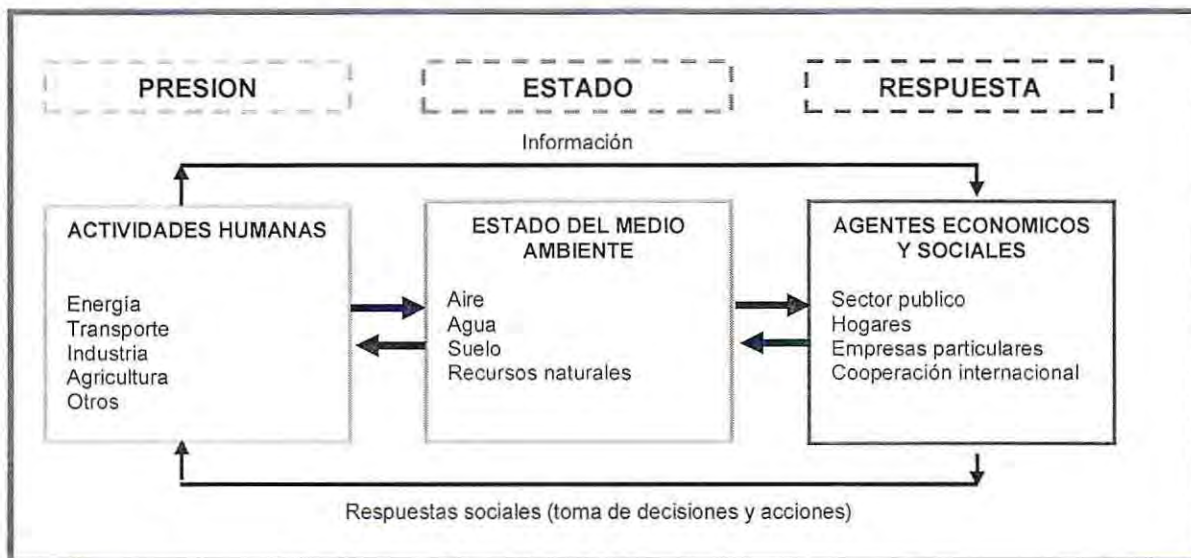 PRESION
ESTADO
RESPUESTA
Información
ACTIVIDADES HUMANAS
Energía
Transporte
Industria
Agricultura
Otros
ESTADO DEL MEDIO
AMBIENTE
Aire
Agua
Suelo
Recursos naturales
AGENTES ECONOMICOS
Y SOCIALES
Sector publico
Hogares
Empresas particulares
Cooperación internacional
Respuestas sociales (toma de decisiones y acciones)